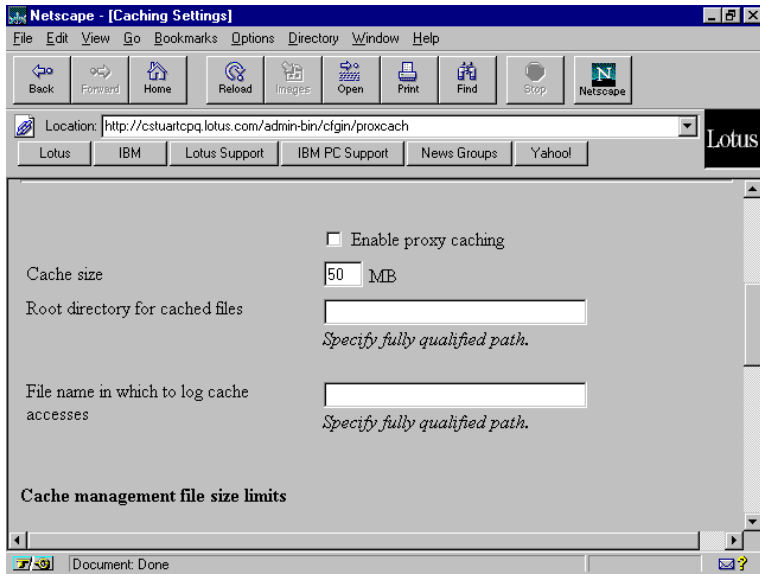 Netscape - [Caching Settings]
File Edit View Go Bookmarks Options Directory Window Help
Back Forward Home Reload Images Open Print Find Stop Netscape
N
Location: http://cstuartcpq.lotus.com/admin-bin/cfgin/proxcach
Lotus
Lotus IBM Lotus Support IBM PC Support News Groups Yahoo!
Enable proxy caching
Cache size 50 MB
Root directory for cached files
Specify fully qualified path.
File name in which to log cache
accesses
Specify fully qualified path.
Cache management file size limits
Document: Done
?